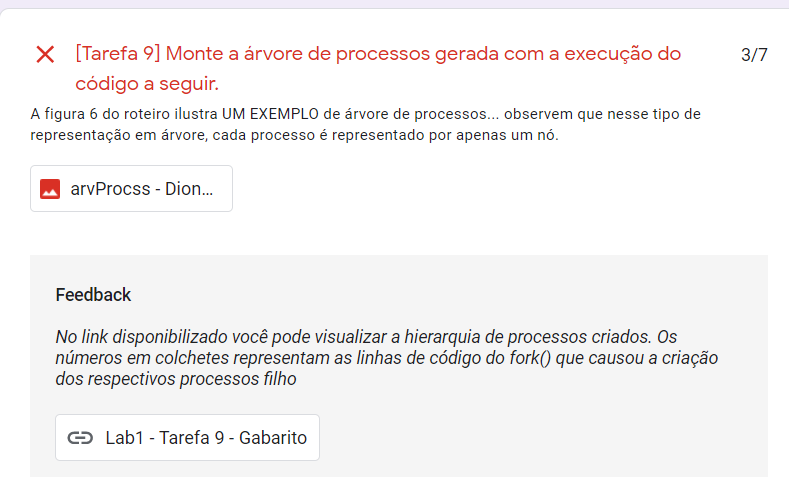 [Tarefa 9] Monte a árvore de processos gerada com a execução do
3/7
código a seguir.
A figura 6 do roteiro ilustra UM EXEMPLO de árvore de processos... observem que nesse tipo de
representação em árvore, cada processo é representado por apenas um nó.
arvProcss - Dion...
Feedback
No link disponibilizado você pode visualizar a hierarquia de processos criados. Os
números em colchetes representam as linhas de código do fork() que causou a criação
dos respectivos processos filho
Lab1 - Tarefa 9 - Gabarito